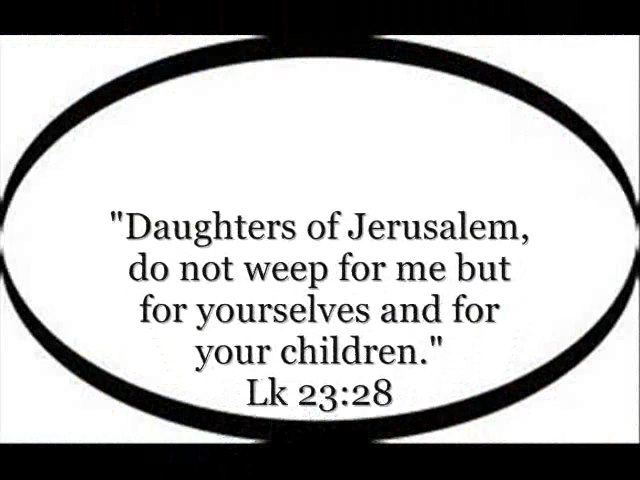 "Daughters of Jerusalem,
do not weep for me but
for yourselves and for
your children."
Lk 23:28